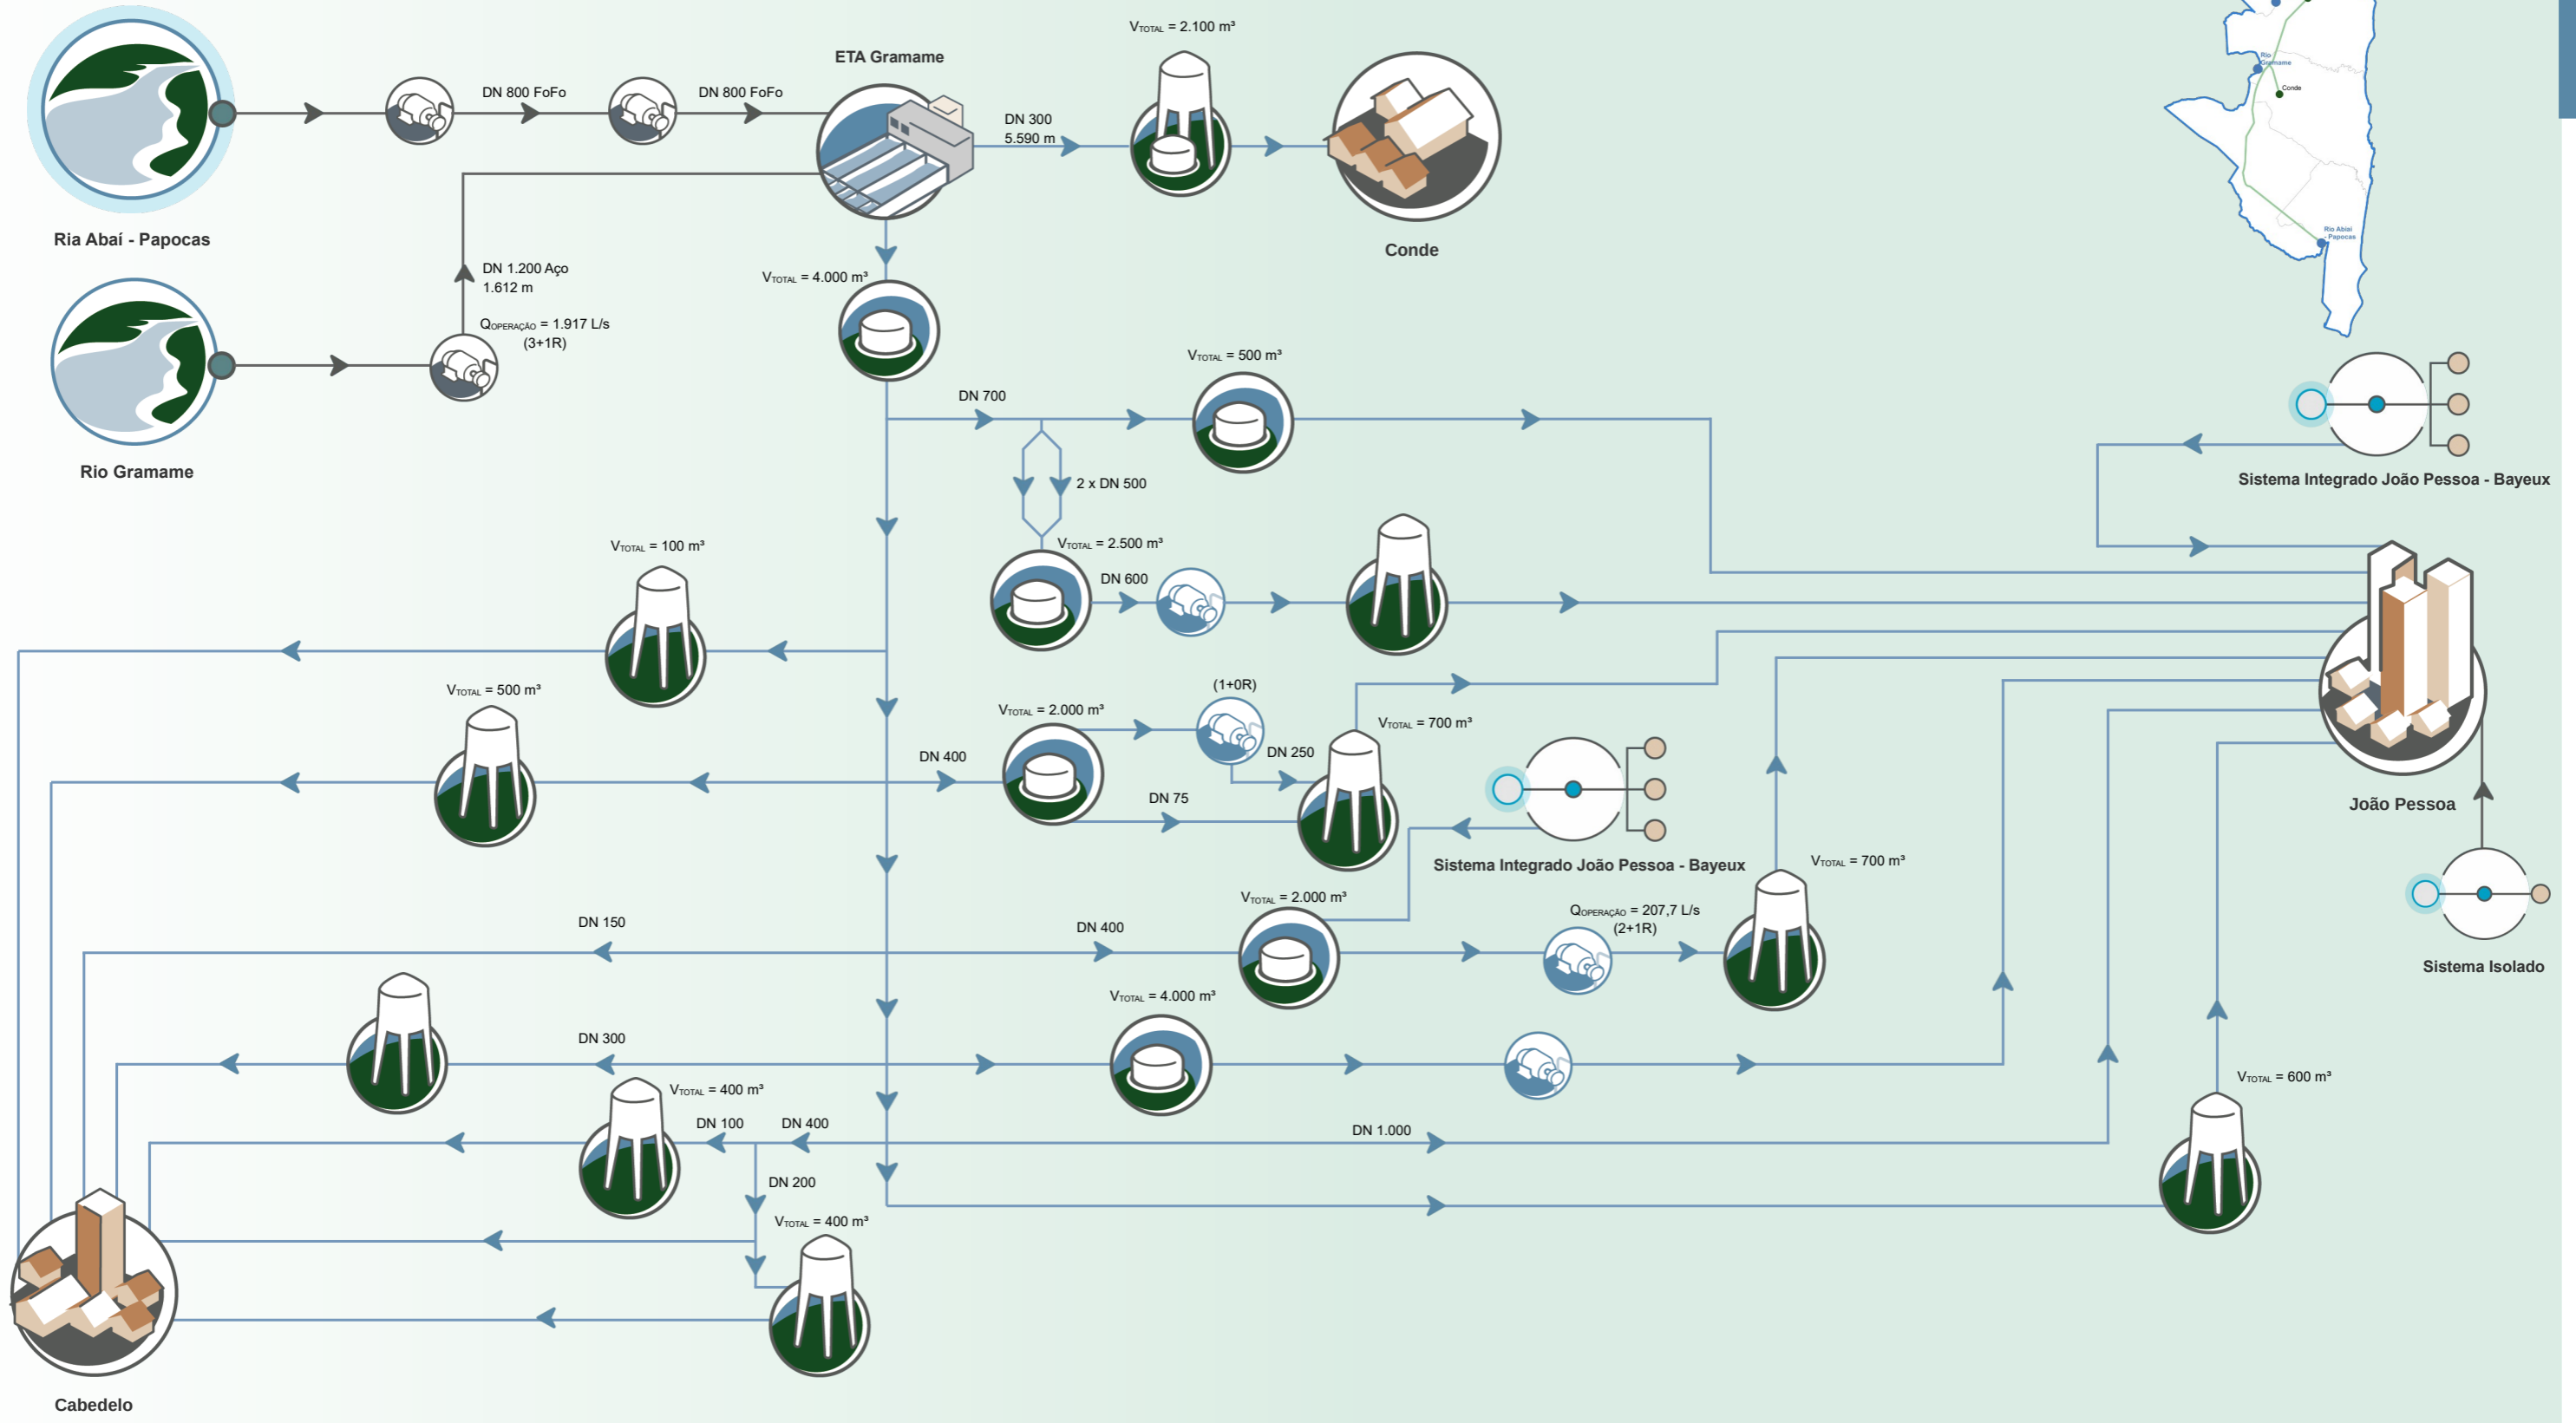 VTOTAL = 2.100 m³
ETA Gramame
DN 800 FoFo
DN 800 FoFo
DN 300
5.590 m
Rio
Gramame
Conde
Ria Abaí - Papocas
Conde
Rio Abiaí
- Papocas
DN 1.200 Aço
1.612 m
VTOTAL = 4.000 m³
QOPERAÇÃO = 1.917 L/s
(3+1R)
Rio Gramame
VTOTAL = 500 m³
DN 700
2 x DN 500
Sistema Integrado João Pessoa - Bayeux
VTOTAL = 100 m³
VTOTAL = 2.500 m³
DN 600
VTOTAL = 500 m³
(1+0R)
VTOTAL = 2.000 m³
VTOTAL = 700 m³
DN 400
DN 250
DN 75
João Pessoa
Sistema Integrado João Pessoa - Bayeux
VTOTAL = 700 m³
VTOTAL = 2.000 m³
QOPERAÇÃO = 207,7 L/s
(2+1R)
DN 150
DN 400
Sistema Isolado
VTOTAL = 4.000 m³
DN 300
VTOTAL = 400 m³
VTOTAL = 600 m³
DN 100
DN 400
DN 1.000
DN 200
VTOTAL = 400 m³
Cabedelo